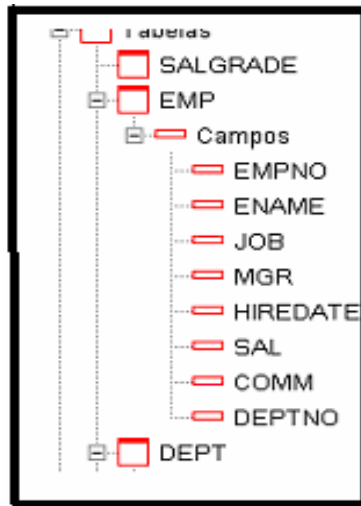 Tabelas
SALGRADE
EMP
Campos
EMPNO
ENAME
JOB
MGR
HIREDATE
SAL
COMM
DEPTNO
DEPT